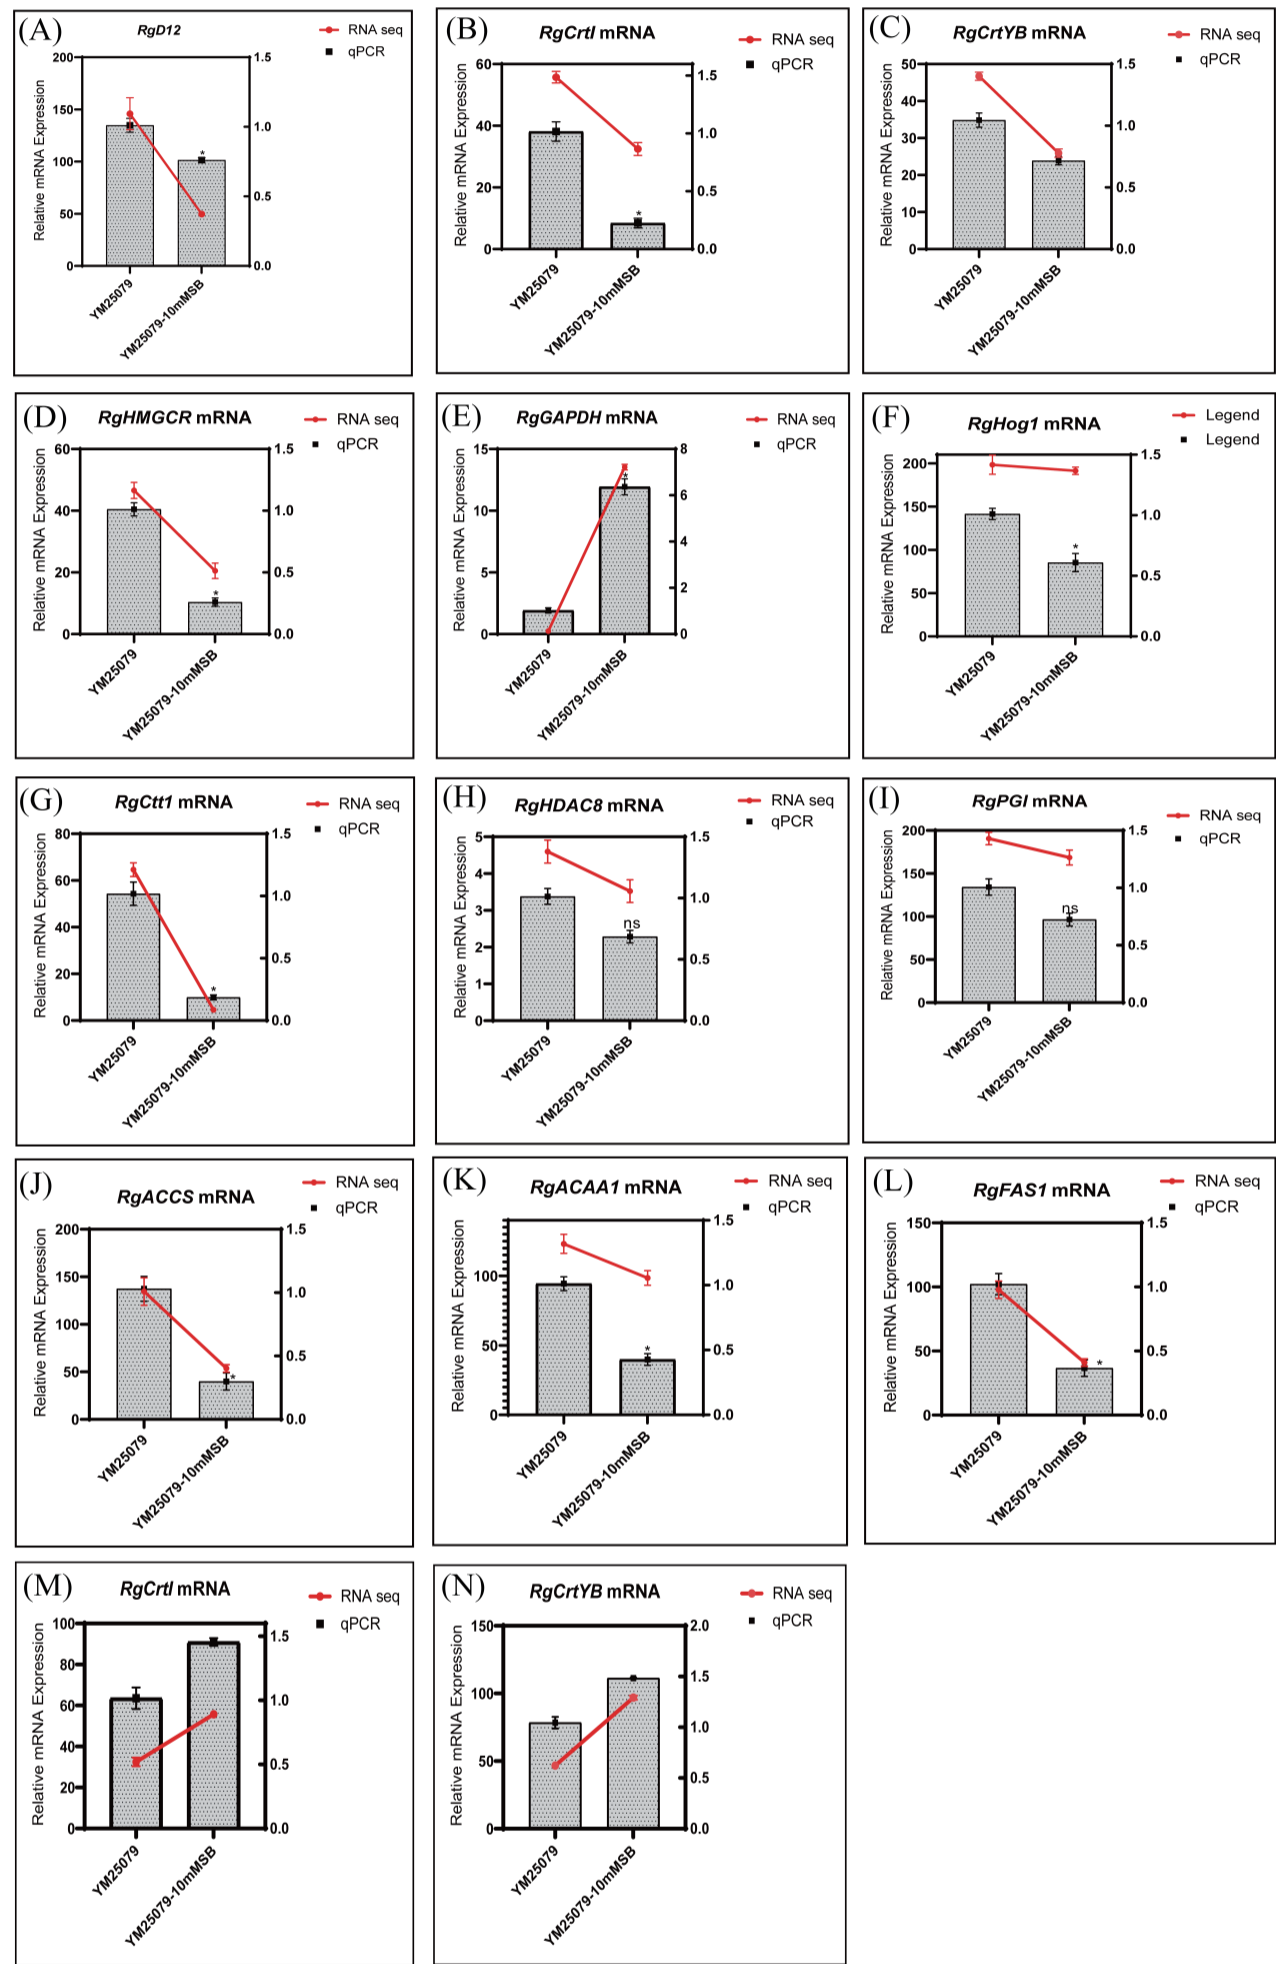 (A)
RgD12
RNA seq
qPCR
Relative mRNA Expression
200
150
100
50
0
1.5
1.0
0.5
0.0
*
YM25079
YM25079-10mMSB
(B)
RgCrtI mRNA
RNA seq
qPCR
Relative mRNA Expression
60
40
20
0
1.5
1.0
0.5
0.0
*
YM25079
YM25079-10mMSB
(C)
RgCrtYB mRNA
RNA seq
qPCR
Relative mRNA Expression
50
40
30
20
10
0
1.5
1.0
0.5
0.0
YM25079
YM25079-10mMSB
(D)
RgHMGCR mRNA
RNA seq
qPCR
Relative mRNA Expression
60
40
20
0
1.5
1.0
0.5
0.0
*
YM25079
YM25079-10mMSB
(E)
RgGAPDH mRNA
RNA seq
qPCR
Relative mRNA Expression
15
10
5
0
8
6
4
2
0
*
YM25079
YM25079-10mMSB
(F)
RgHog1 mRNA
Legend
Legend
Relative mRNA Expression
200
150
100
50
0
1.5
1.0
0.5
0.0
*
YM25079
YM25079-10mMSB
(G)
RgCtt1 mRNA
RNA seq
qPCR
Relative mRNA Expression
80
60
40
20
0
1.5
1.0
0.5
0.0
*
YM25079
YM25079-10mMSB
(H)
RgHDAC8 mRNA
RNA seq
qPCR
Relative mRNA Expression
5
4
3
2
1
0
1.5
1.0
0.5
0.0
ns
YM25079
YM25079-10mMSB
(I)
RgPGI mRNA
RNA seq
qPCR
Relative mRNA Expression
200
150
100
50
0
1.5
1.0
0.5
0.0
ns
YM25079
YM25079-10mMSB
(J)
RgACCS mRNA
RNA seq
qPCR
Relative mRNA Expression
200
150
100
50
0
1.5
1.0
0.5
0.0
*
YM25079
YM25079-10mMSB
(K)
RgACAA1 mRNA
RNA seq
qPCR
Relative mRNA Expression
100
50
0
1.5
1.0
0.5
0.0
*
YM25079
YM25079-10mMSB
(L)
RgFAS1 mRNA
RNA seq
qPCR
Relative mRNA Expression
150
100
50
0
1.5
1.0
0.5
0.0
*
YM25079
YM25079-10mMSB
(M)
RgCrtI mRNA
RNA seq
qPCR
Relative mRNA Expression
100
80
60
40
20
0
1.5
1.0
0.5
0.0
YM25079
YM25079-10mMSB
(N)
RgCrtYB mRNA
RNA seq
qPCR
Relative mRNA Expression
150
100
50
0
2.0
1.5
1.0
0.5
0.0
YM25079
YM25079-10mMSB